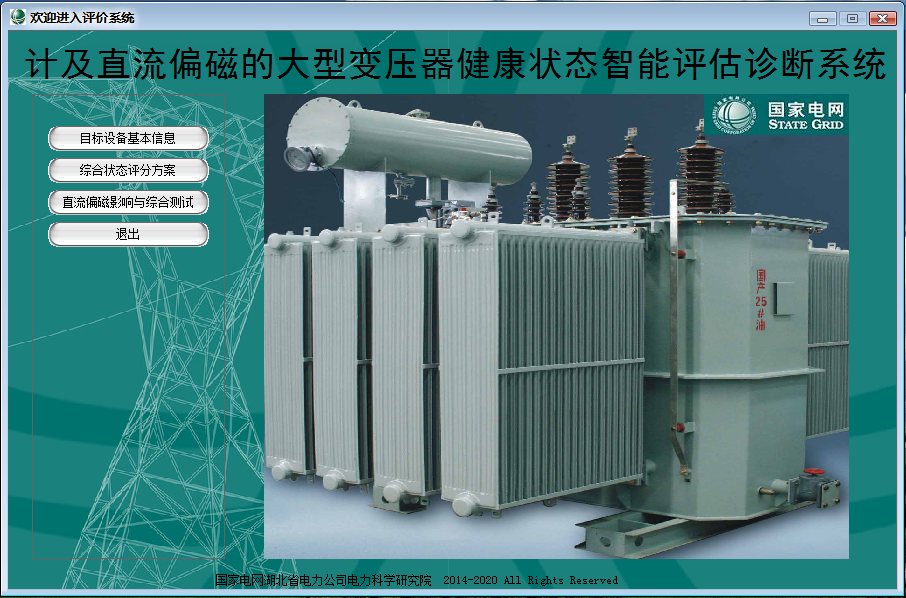 欢迎进入评价系统
计及直流偏磁的大型变压器健康状态智能评估诊断系统
国家电网
STATE GRID
目标设备基本信息
综合状态评分方案
直流偏磁影响与综合测试
退出
国产25#油
国家电网湖北省电力公司电力科学研究院 2014-2020 All Rights Reserved